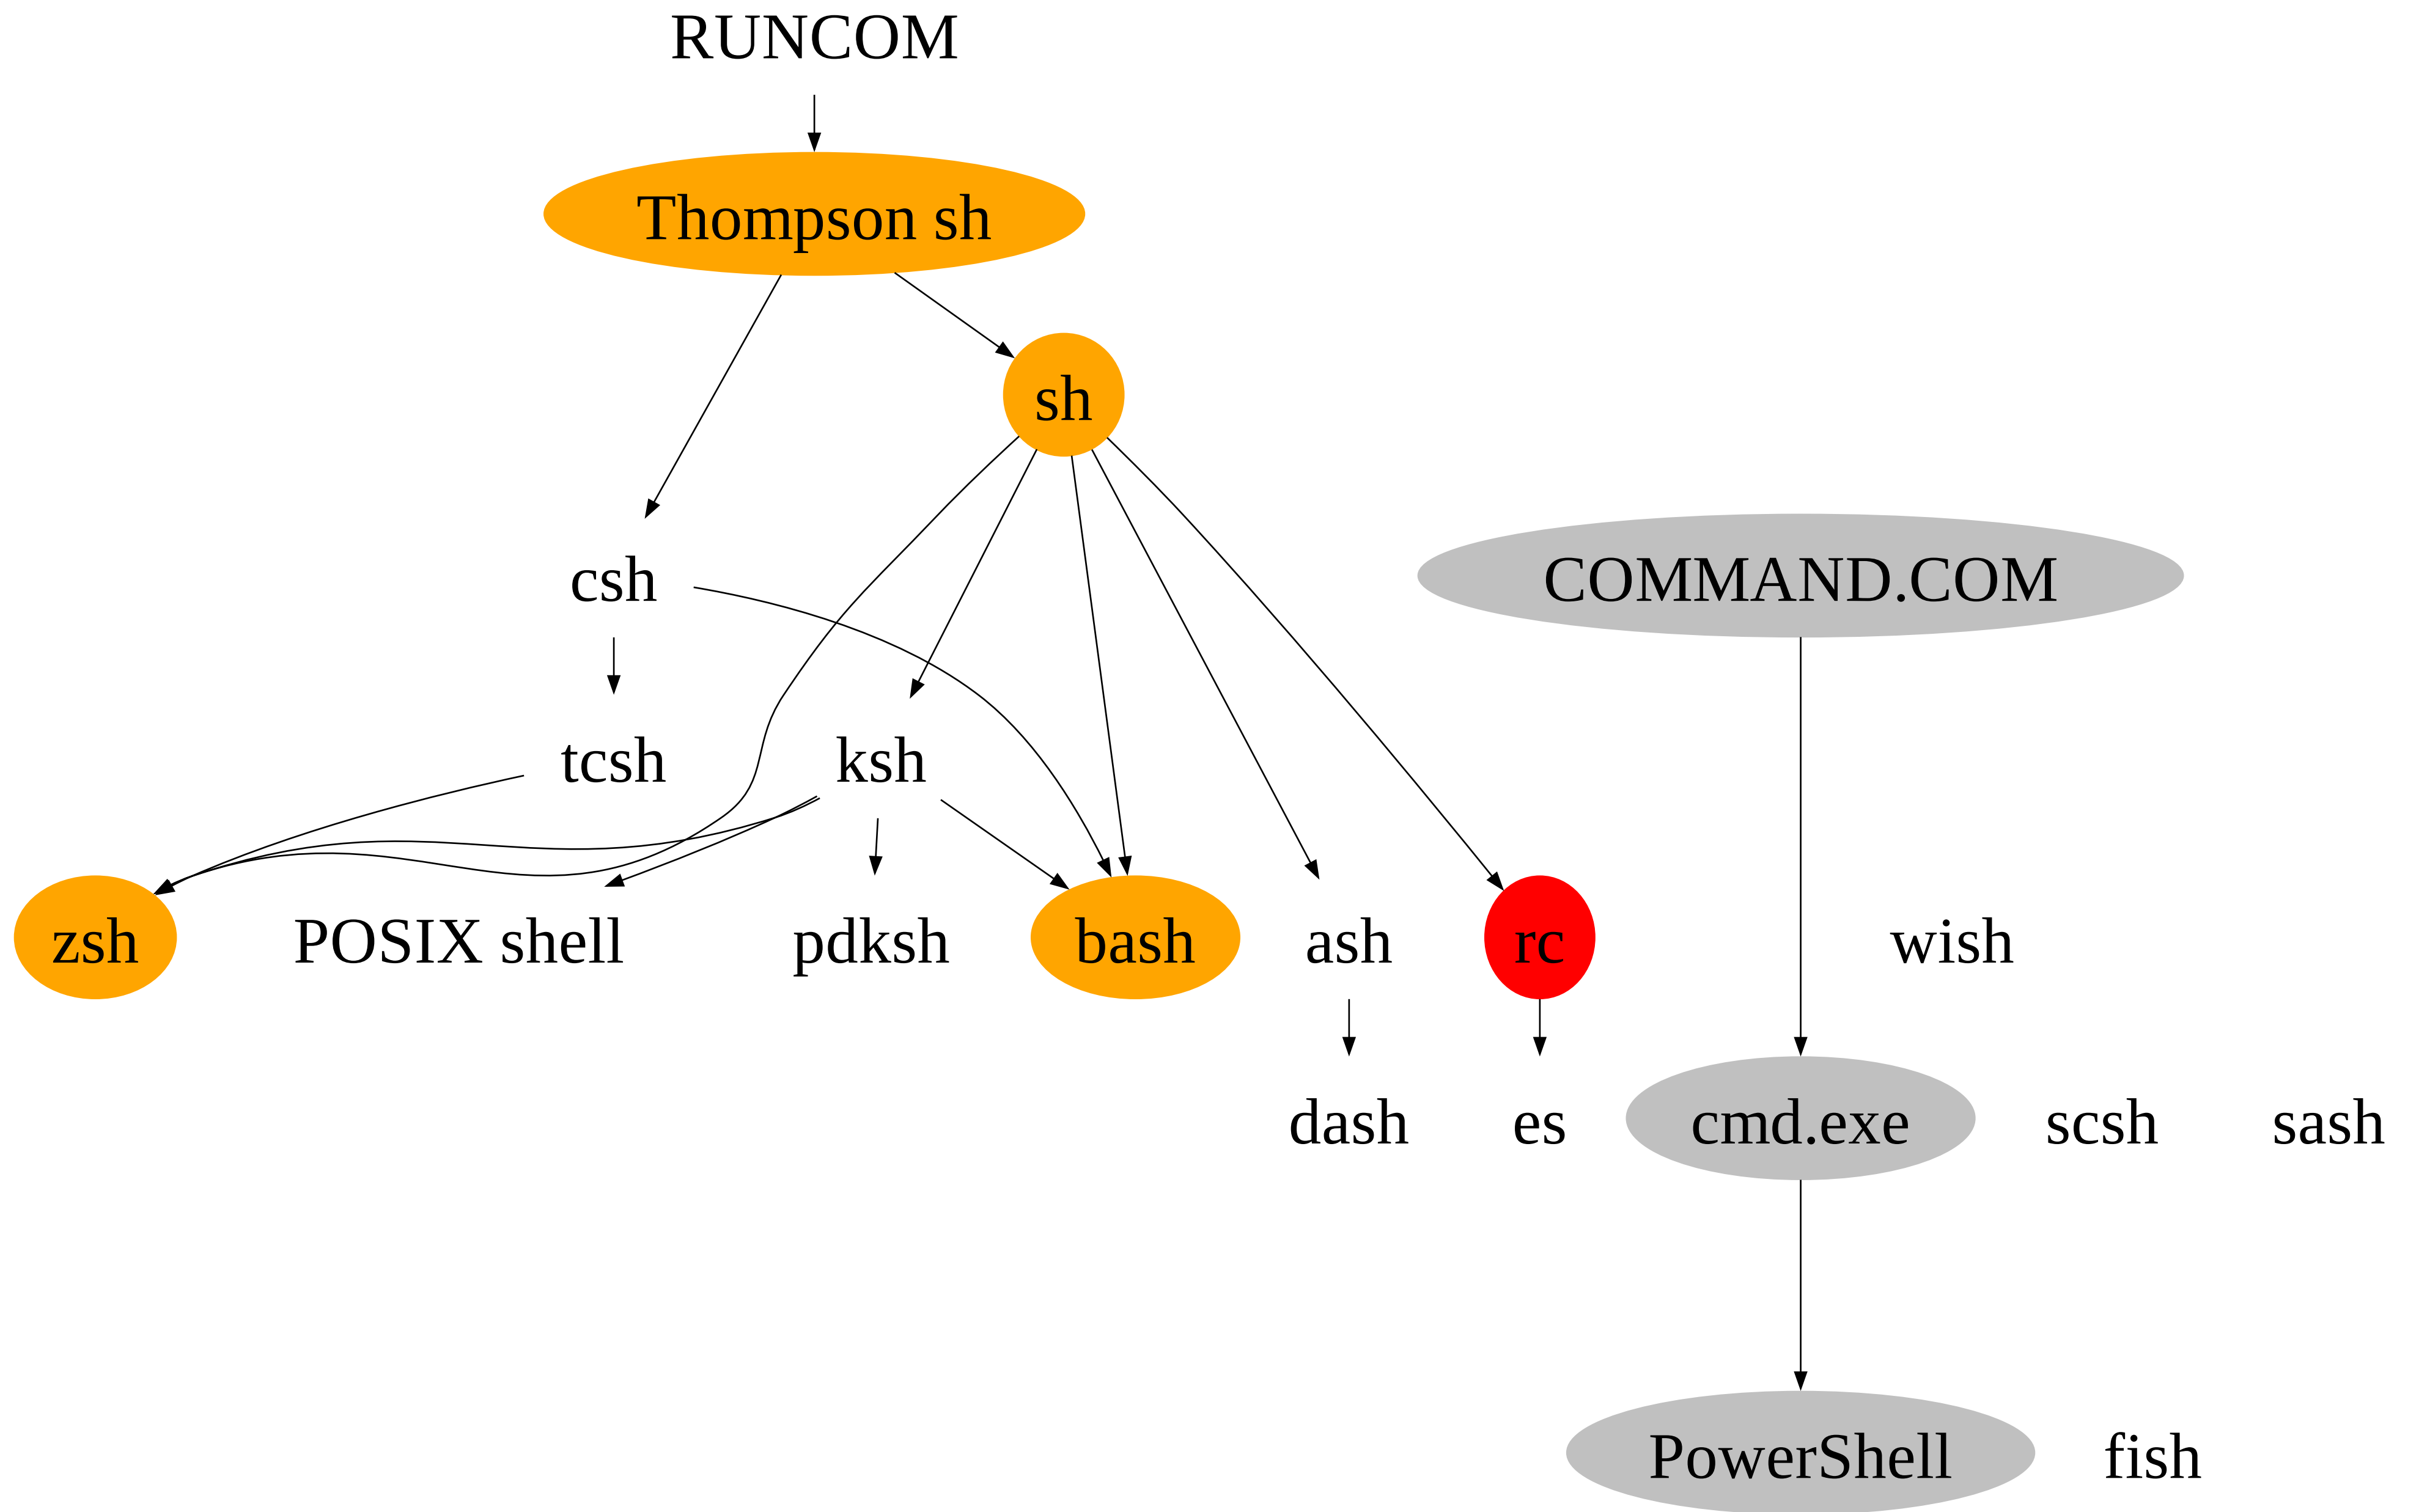 RUNCOM
Thompson sh
sh
csh
COMMAND.COM
tcsh
ksh
zsh
POSIX shell
pdksh
bash
ash
rc
wish
dash
es
cmd.exe
scsh
sash
PowerShell
fish